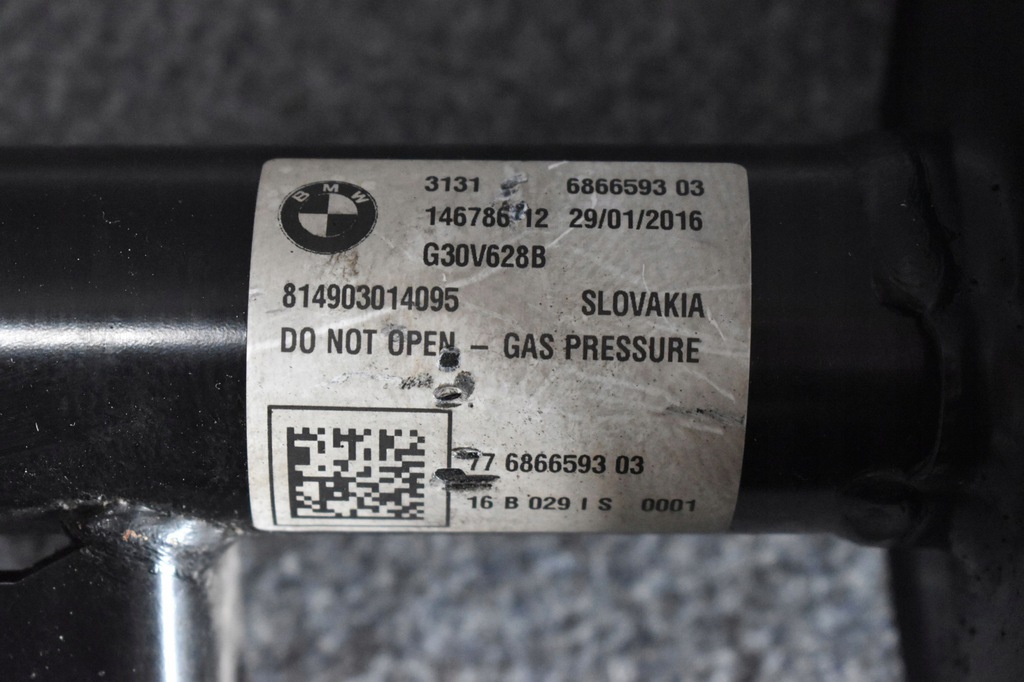 BMW
3131 6866593 03
146786 12 29/01/2016
G30V628B
814903014095 SLOVAKIA
DO NOT OPEN – GAS PRESSURE
77 6866593 03
16 B 029 I S 0001